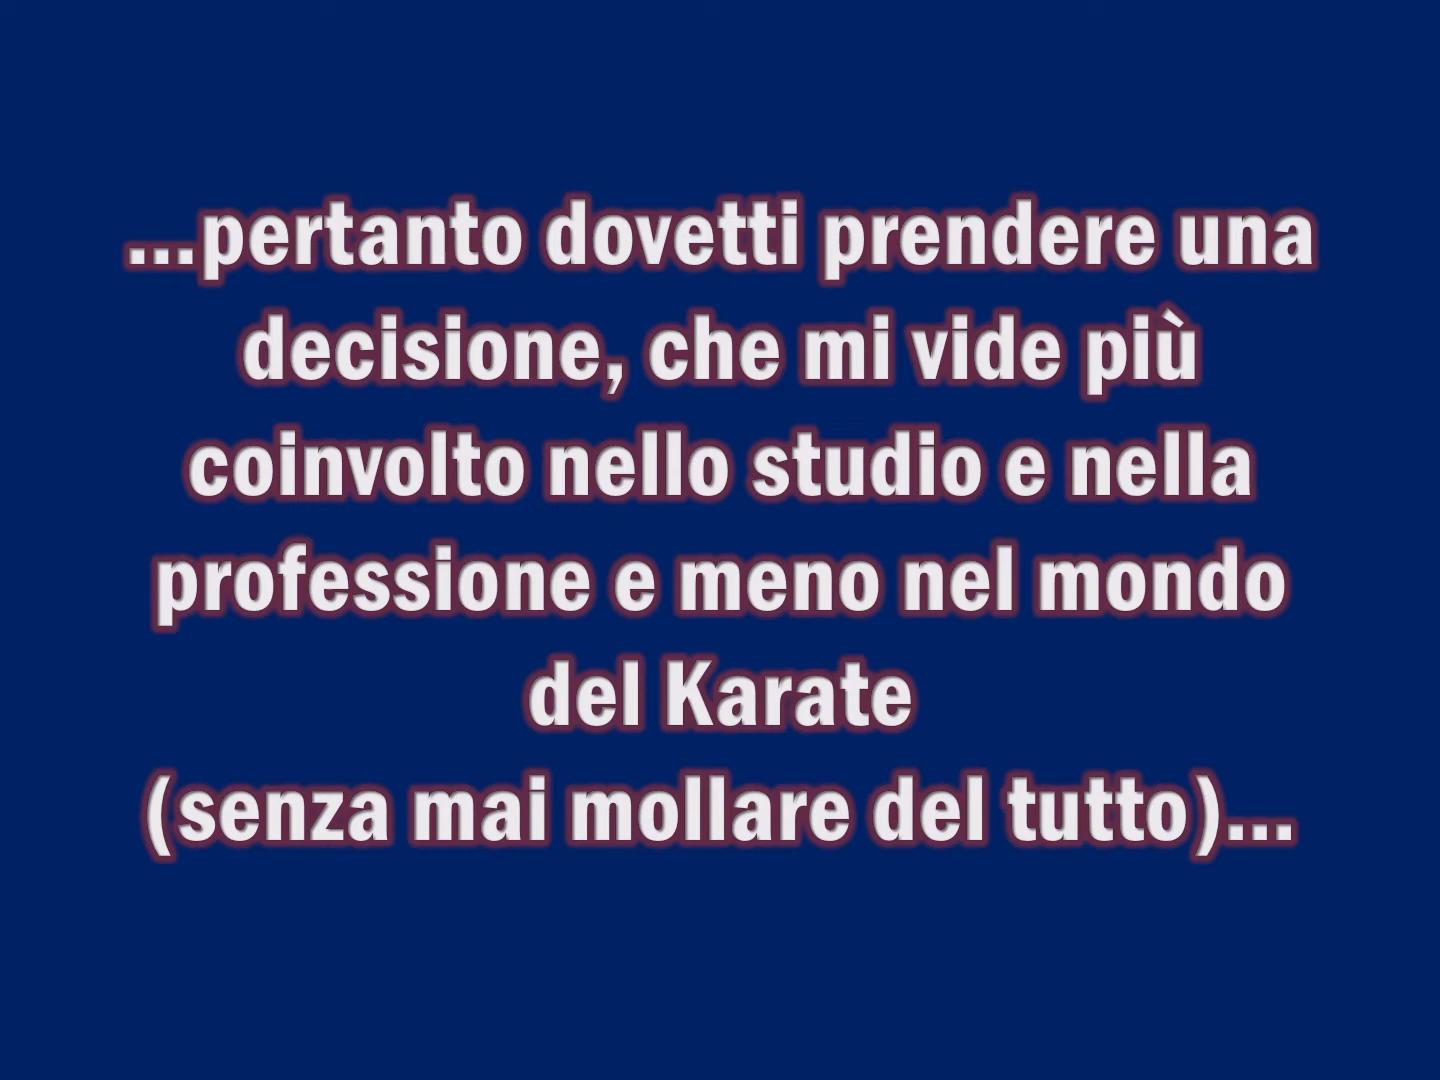 ...pertanto dovetti prendere una
decisione, che mi vide più
coinvolto nello studio e nella
professione e meno nel mondo
del Karate
(senza mai mollare del tutto)...